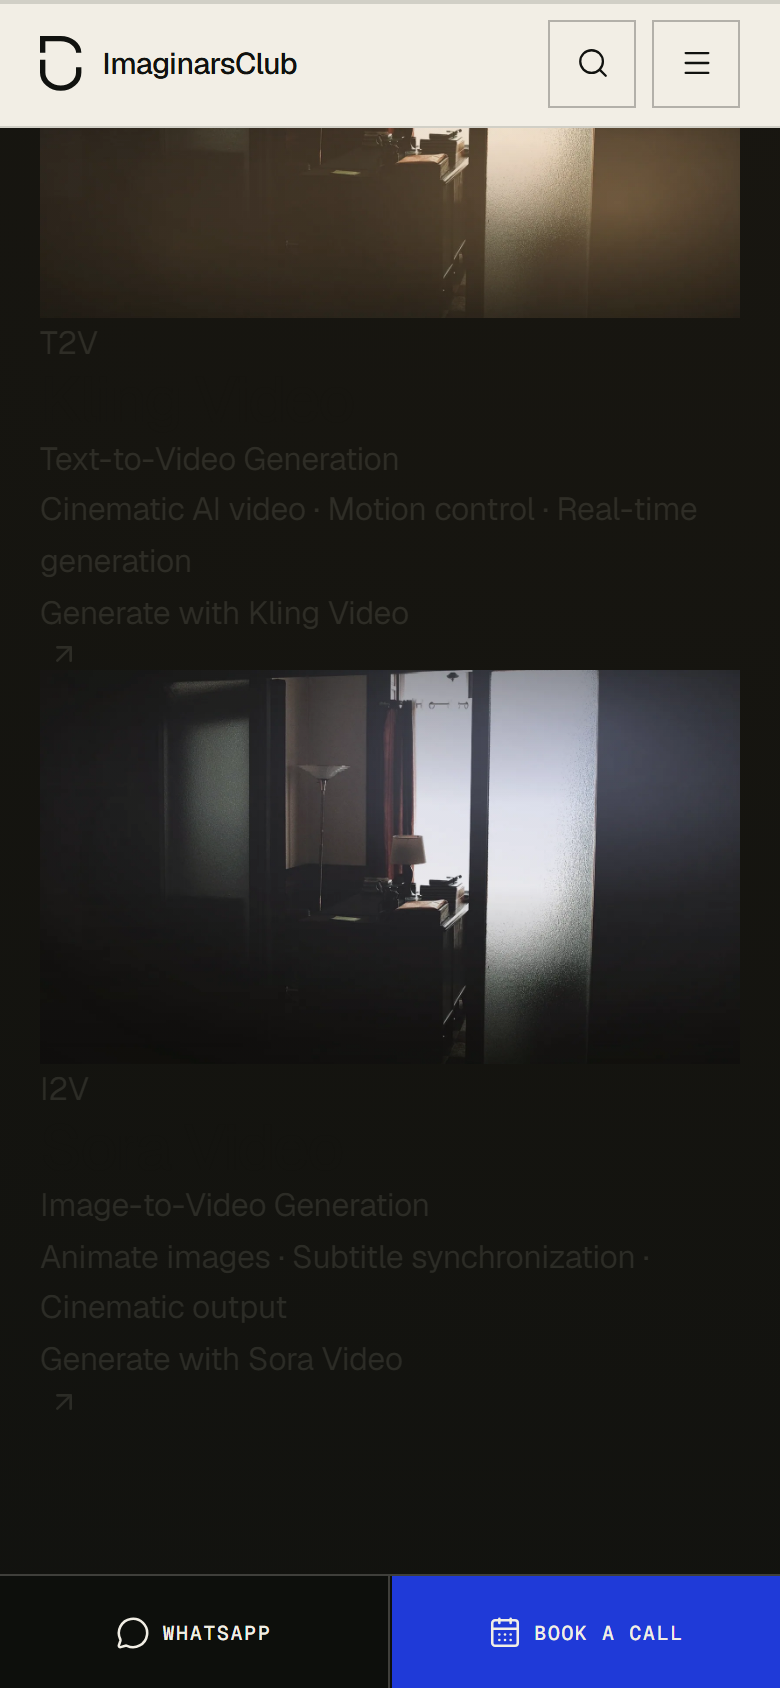 ImaginarsClub
T2V
Text-to-Video Generation
Cinematic AI video · Motion control · Real-time
generation
Generate with Kling Video
I2V
Image-to-Video Generation
Animate images · Subtitle synchronization ·
Cinematic output
Generate with Sora Video
WHATSAPP
BOOK A CALL